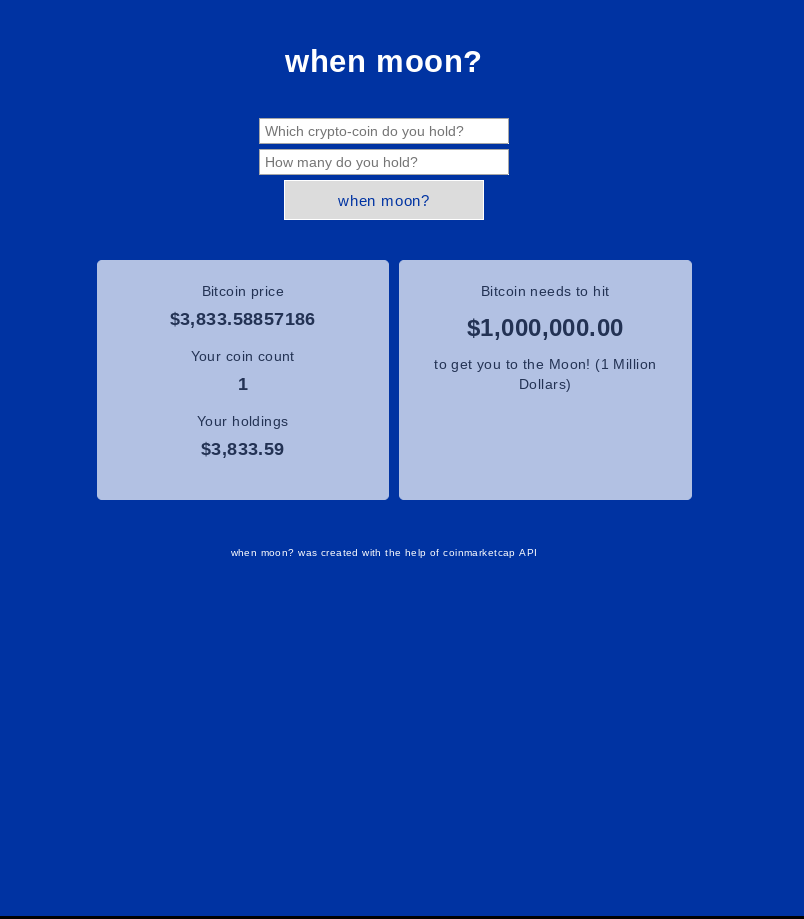 when moon?
Which crypto-coin do you hold?
How many do you hold?
when moon?
Bitcoin price
$3,833.58857186
Your coin count
1
Your holdings
$3,833.59
Bitcoin needs to hit
$1,000,000.00
to get you to the Moon! (1 Million
Dollars)
when moon? was created with the help of coinmarketcap API